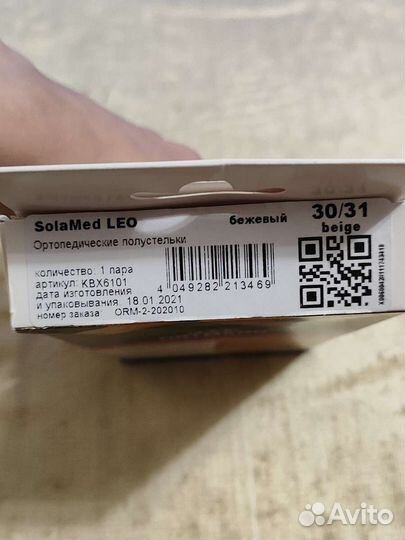 SolaMed LEO бежевый 30/31
beige
Ортопедические полустельки
количество: 1 пара
артикул: KBX6101
дата изготовления
и упаковывания 18.01.2021
номер заказа ORM-2-202010
4 049282 213469
Avito